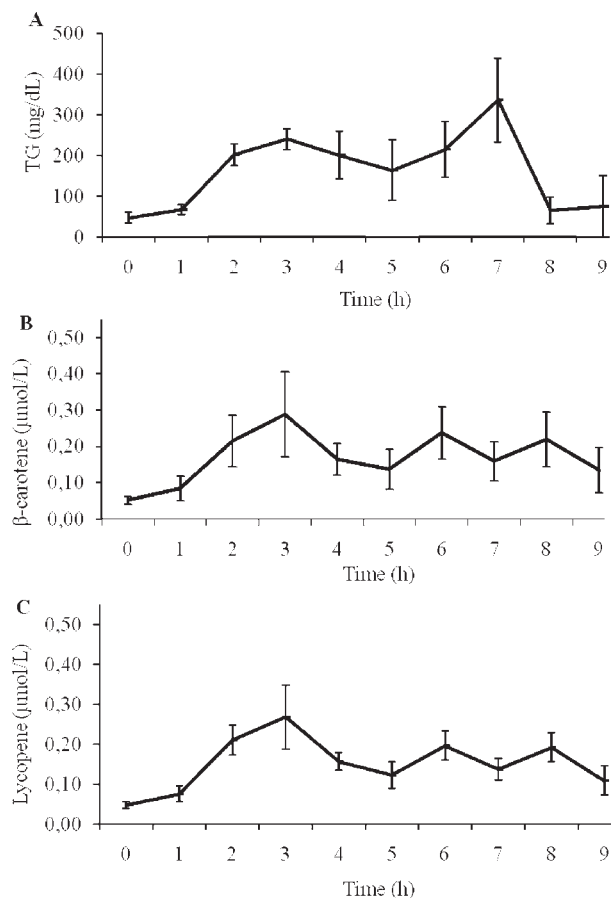 A
500
400
300
200
100
0
TG (mg/dL)
0 1 2 3 4 5 6 7 8 9
Time (h)
B
0,50
0,40
0,30
0,20
0,10
0,00
β-carotene (μmol/L)
0 1 2 3 4 5 6 7 8 9
Time (h)
C
0,50
0,40
0,30
0,20
0,10
0,00
Lycopene (μmol/L)
0 1 2 3 4 5 6 7 8 9
Time (h)